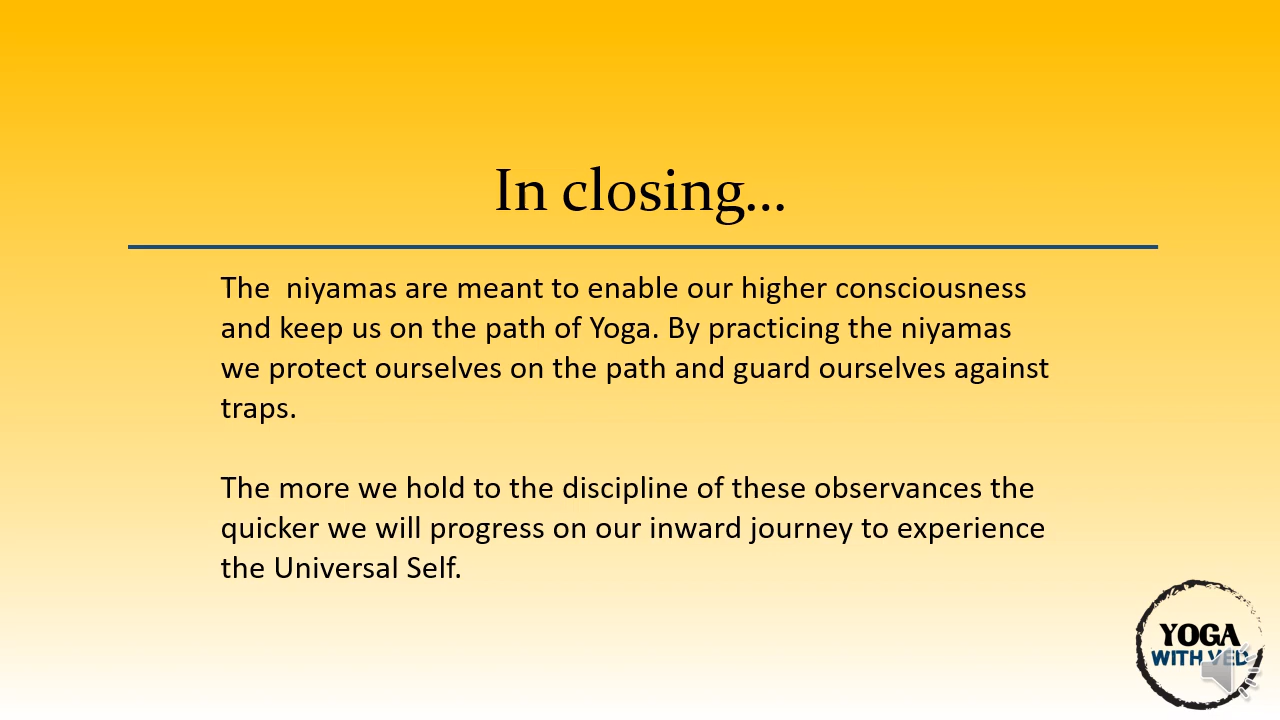 In closing...
The  niyamas are meant to enable our higher consciousness
and keep us on the path of Yoga. By practicing the niyamas
we protect ourselves on the path and guard ourselves against
traps.
The more we hold to the discipline of these observances the
quicker we will progress on our inward journey to experience
the Universal Self.
YOGA
WITH VED